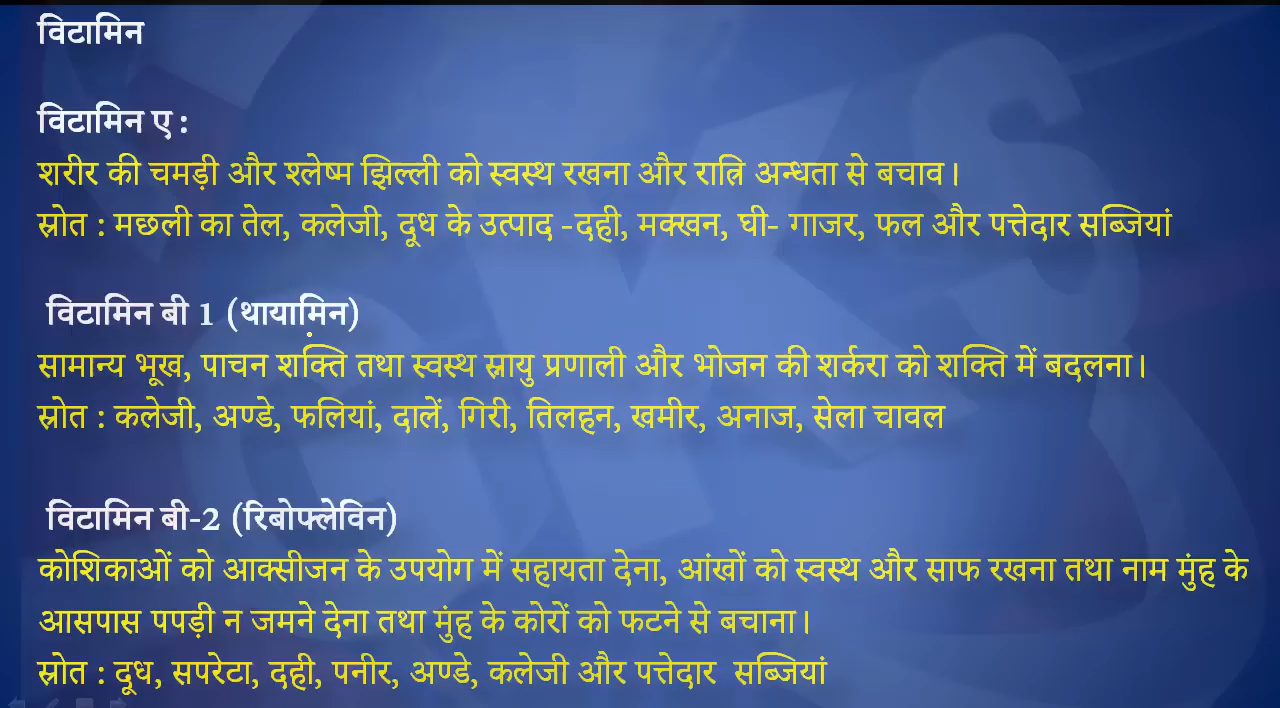 विटामिन
विटामिन ए :
शरीर की चमड़ी और श्लेष्म झिल्ली को स्वस्थ रखना और रात्रि अन्धता से बचाव।
स्रोत : मछली का तेल, कलेजी, दूध के उत्पाद -दही, मक्खन, घी- गाजर, फल और पत्तेदार सब्जियां
विटामिन बी 1 (थायामिन)
सामान्य भूख, पाचन शक्ति तथा स्वस्थ स्नायु प्रणाली और भोजन की शर्करा को शक्ति में बदलना।
स्रोत : कलेजी, अण्डे, फलियां, दालें, गिरी, तिलहन, खमीर, अनाज, सेला चावल
विटामिन बी-2 (रिबोफ्लेविन)
कोशिकाओं को आक्सीजन के उपयोग में सहायता देना, आंखों को स्वस्थ और साफ रखना तथा नाम मुंह के
आसपास पपड़ी न जमने देना तथा मुंह के कोरों को फटने से बचाना।
स्रोत : दूध, सपरेटा, दही, पनीर, अण्डे, कलेजी और पत्तेदार सब्जियां